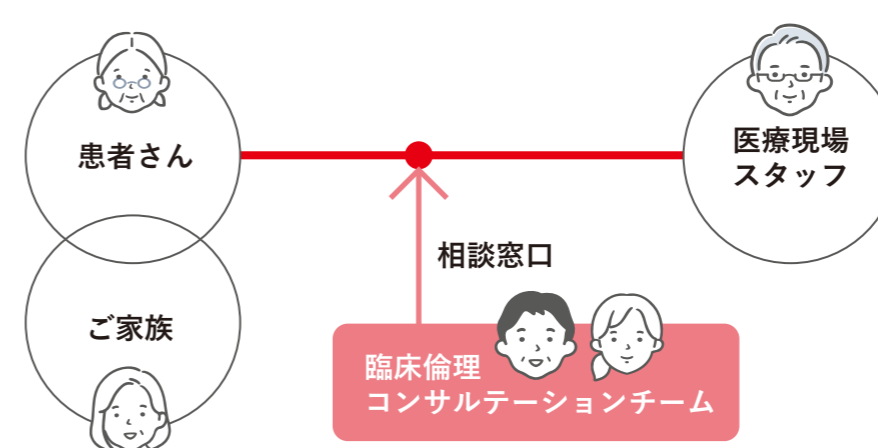 患者さん
医療現場
スタッフ
相談窓口
ご家族
臨床倫理
コンサルテーションチーム